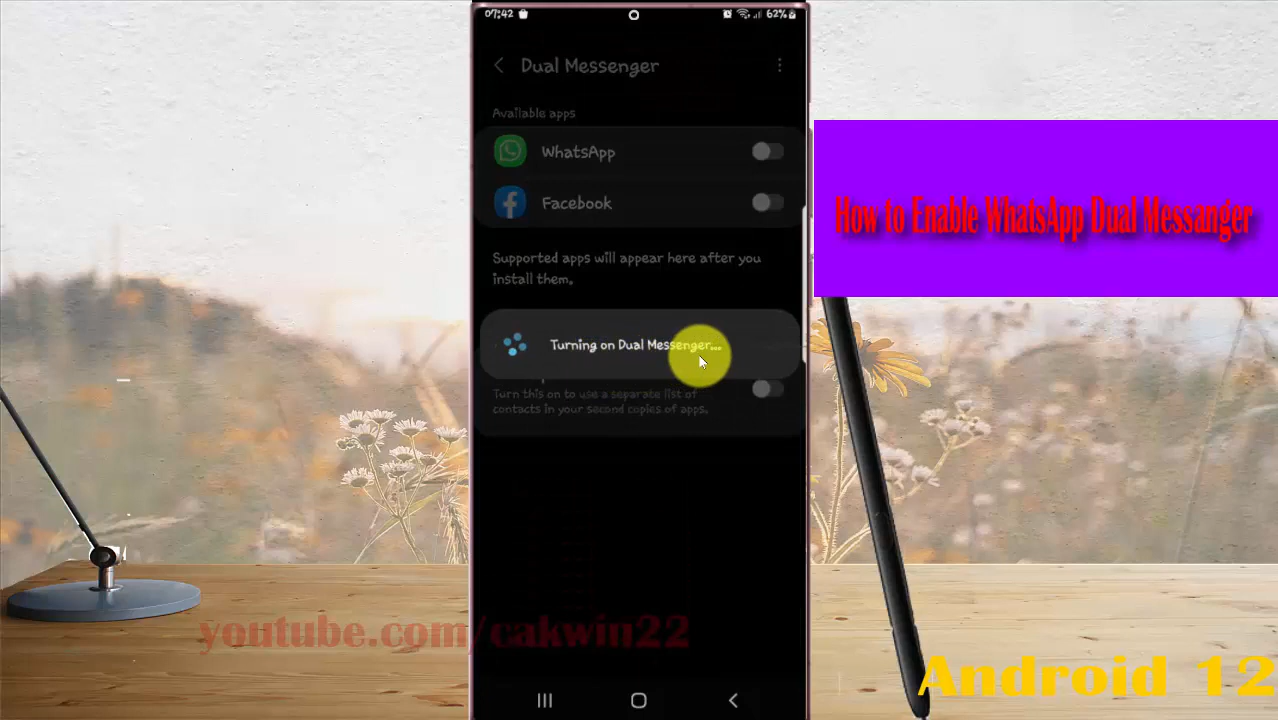 07:42
62%
Dual Messenger
Available apps
WhatsApp
Facebook
Supported apps will appear here after you
install them.
Turning on Dual Messenger...
Turn this on to use a separate list of
contacts in your second copies of apps.
How to Enable WhatsApp Dual Messanger
youtube.com/cakwin22
Android 12